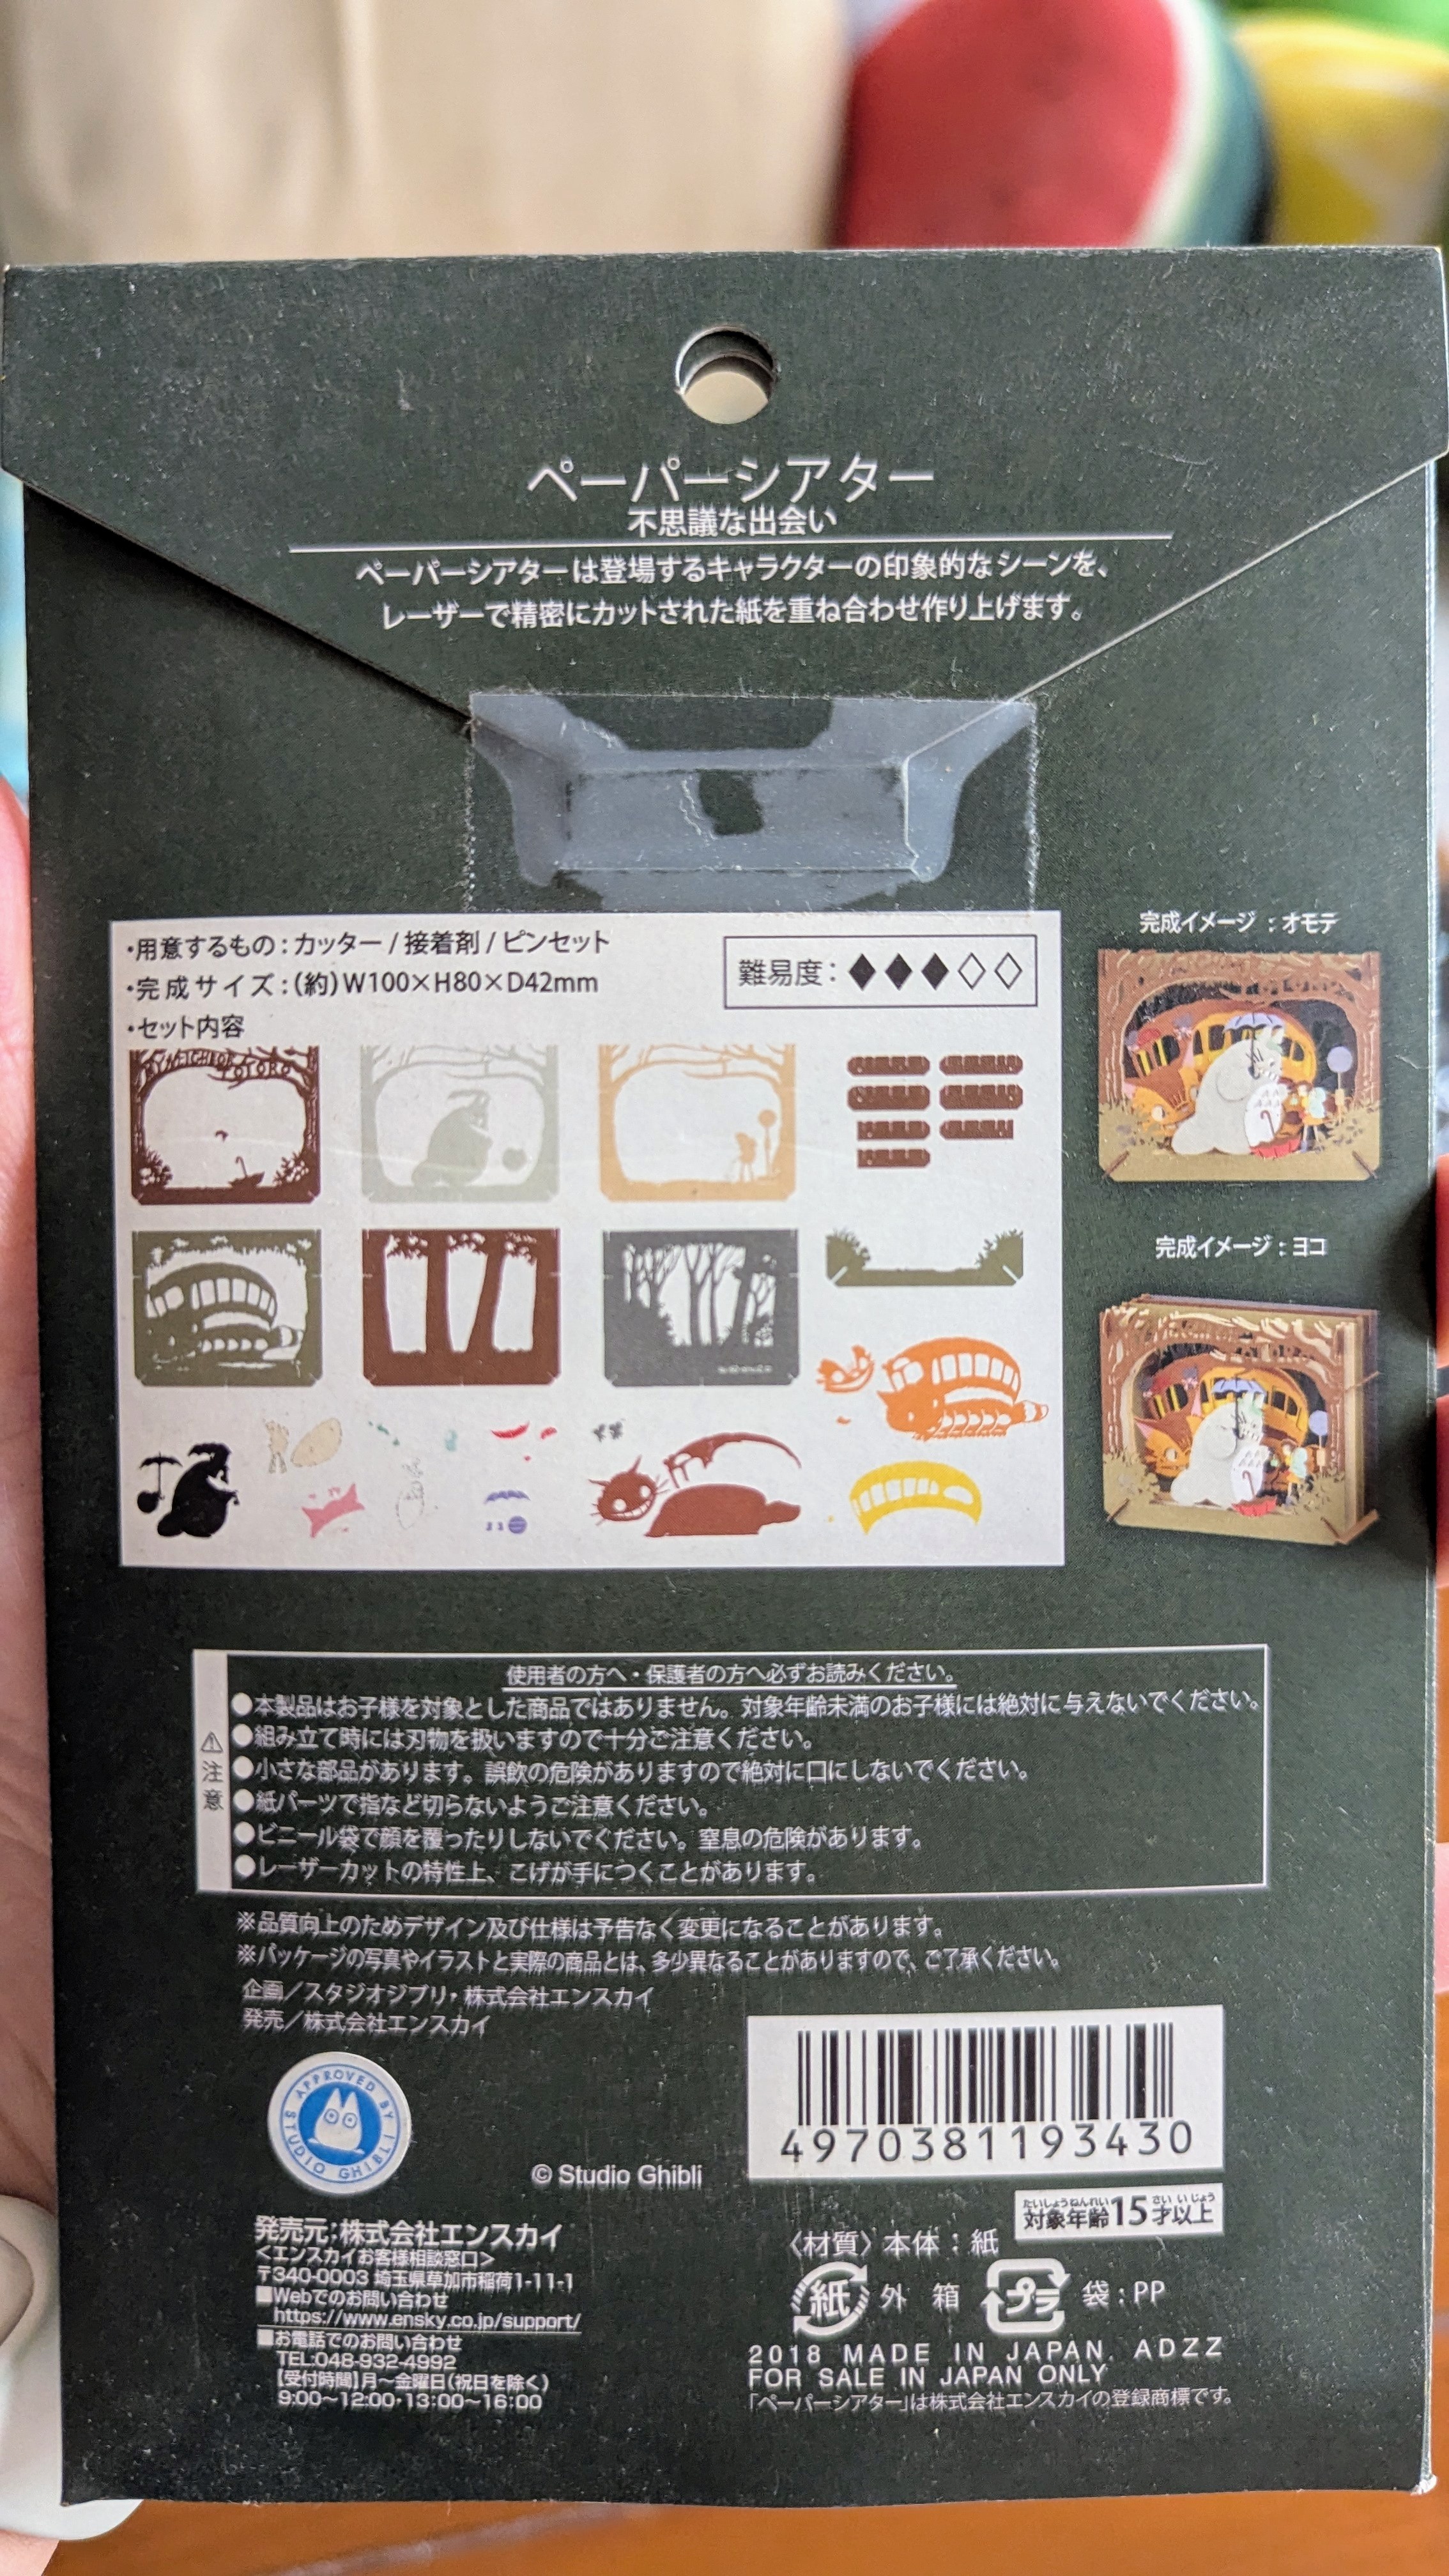 ペーパーシアター
不思議な出会い
ペーパーシアターは登場するキャラクターの印象的なシーンを、
レーザーで精密にカットされた紙を重ね合わせ作り上げます。
・用意するもの:カッター / 接着剤 / ピンセット
・完成サイズ:(約)W100×H80×D42mm
・セット内容
難易度:◆◆◆◇◇
MY NEIGHBOR TOTORO
完成イメージ:オモテ
完成イメージ:ヨコ
⚠注意
使用者の方へ・保護者の方へ必ずお読みください。
●本製品はお子様を対象とした商品ではありません。対象年齢未満のお子様には絶対に与えないでください。
●組み立て時には刃物を扱いますので十分ご注意ください。
●小さな部品があります。誤飲の危険がありますので絶対に口にしないでください。
●紙パーツで指など切らないようご注意ください。
●ビニール袋で顔を覆ったりしないでください。窒息の危険があります。
●レーザーカットの特性上、こげが手につくことがあります。
※品質向上のためデザイン及び仕様は予告なく変更になることがあります。
※パッケージの写真やイラストと実際の商品とは、多少異なることがありますので、ご了承ください。
企画/スタジオジブリ・株式会社エンスカイ
発売/株式会社エンスカイ
APPROVED BY STUDIO GHIBLI
© Studio Ghibli
4970381193430
発売元:株式会社エンスカイ
<エンスカイお客様相談窓口>
〒340-0003 埼玉県草加市稲荷1-11-1
■Webでのお問い合わせ
https://www.ensky.co.jp/support/
■お電話でのお問い合わせ
TEL:048-932-4992
【受付時間】月〜金曜日(祝日を除く)
9:00〜12:00・13:00〜16:00
たいしょうねんれい さい いじょう
対象年齢15才以上
〈材質〉本体:紙
紙 外 箱 プラ 袋:PP
2018 MADE IN JAPAN. ADZZ
FOR SALE IN JAPAN ONLY
「ペーパーシアター」は株式会社エンスカイの登録商標です。